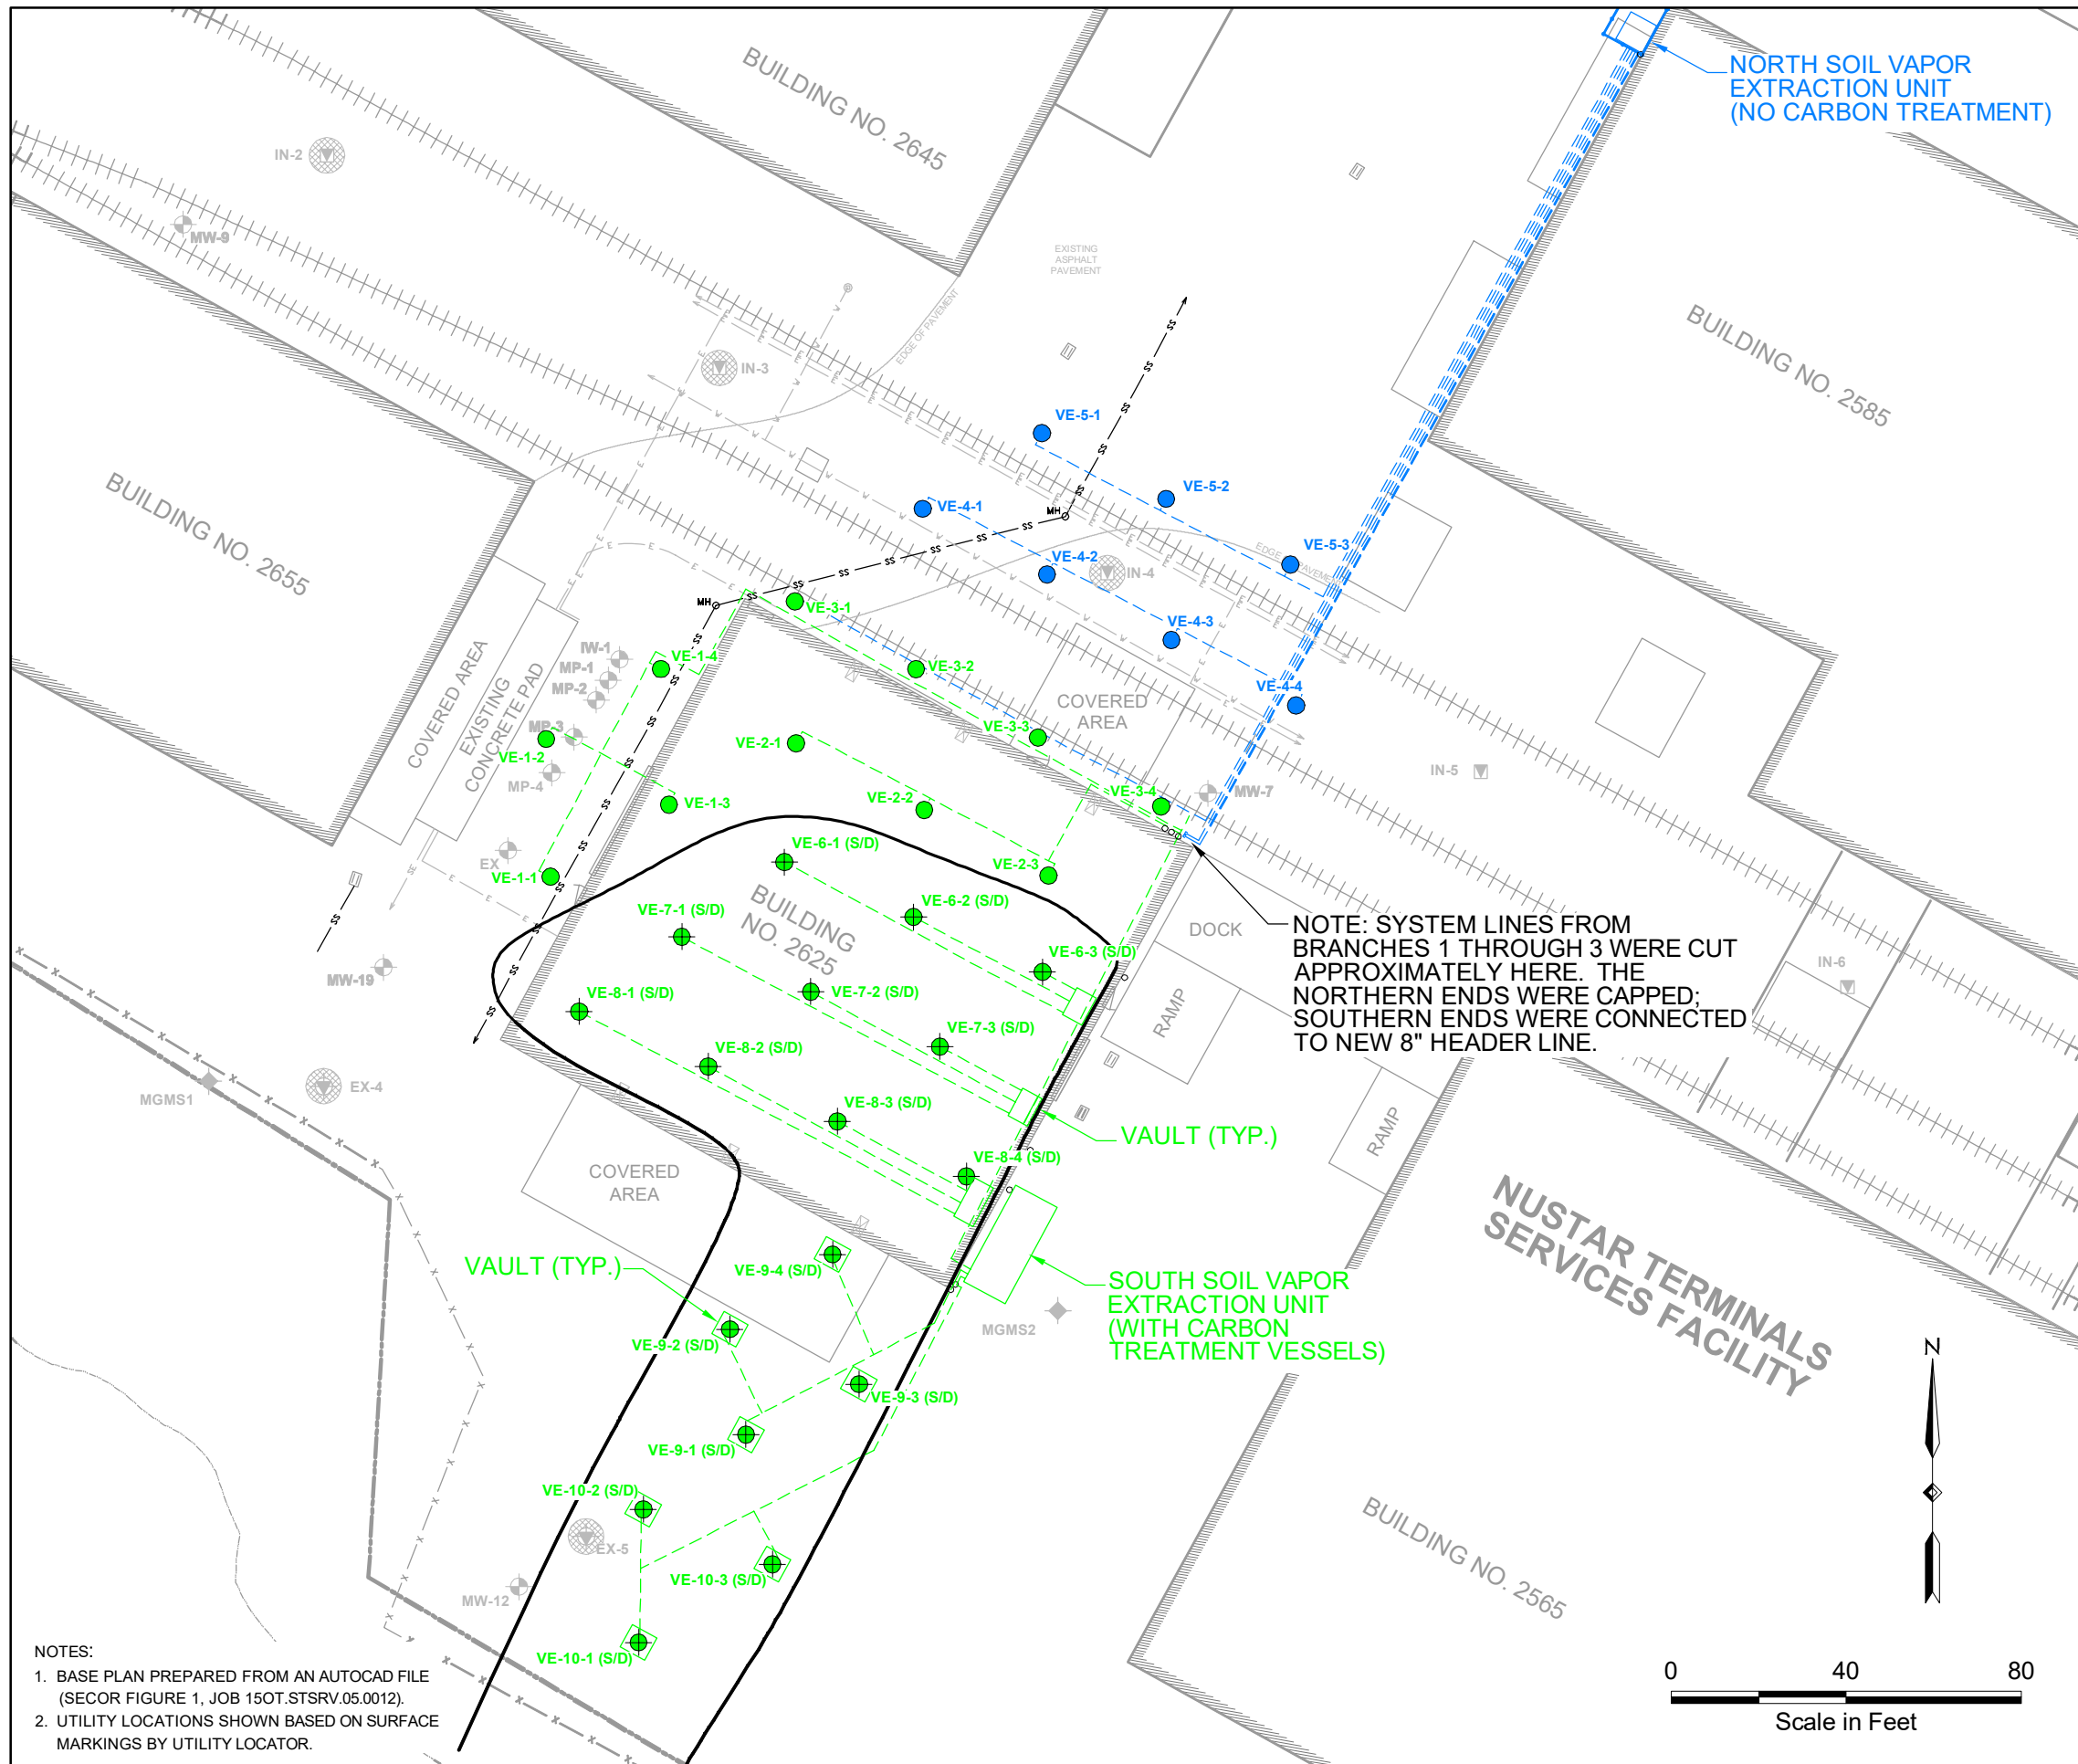 NORTH SOIL VAPOR
EXTRACTION UNIT
(NO CARBON TREATMENT)
BUILDING NO. 2645
IN-2
MW-9
EXISTING
ASPHALT
PAVEMENT
EDGE OF PAVEMENT
BUILDING NO. 2585
IN-3
VE-5-1
VE-5-2
VE-4-1
MH
VE-5-3
EDGE
PAVEMENT
VE-4-2
IN-4
BUILDING NO. 2655
MH
VE-3-1
VE-4-3
IW-1
MP-1
MP-2
VE-1-4
VE-3-2
VE-4-4
COVERED AREA
EXISTING
CONCRETE PAD
COVERED
AREA
MP-3
VE-1-2
VE-2-1
VE-3-3
MP-4
IN-5
VE-1-3
VE-2-2
VE-3-4
MW-7
EX
VE-1-1
VE-6-1 (S/D)
VE-2-3
BUILDING
NO. 2625
VE-7-1 (S/D)
VE-6-2 (S/D)
DOCK
NOTE: SYSTEM LINES FROM
BRANCHES 1 THROUGH 3 WERE CUT
APPROXIMATELY HERE. THE
NORTHERN ENDS WERE CAPPED;
SOUTHERN ENDS WERE CONNECTED
TO NEW 8" HEADER LINE.
IN-6
MW-19
VE-6-3 (S/D)
VE-8-1 (S/D)
VE-7-2 (S/D)
RAMP
VE-7-3 (S/D)
VE-8-2 (S/D)
MGMS1
EX-4
VE-8-3 (S/D)
VAULT (TYP.)
RAMP
COVERED
AREA
VE-8-4 (S/D)
NUSTAR TERMINALS
SERVICES FACILITY
VAULT (TYP.)
VE-9-4 (S/D)
SOUTH SOIL VAPOR
EXTRACTION UNIT
(WITH CARBON
TREATMENT VESSELS)
MGMS2
VE-9-2 (S/D)
N
VE-9-3 (S/D)
VE-9-1 (S/D)
VE-10-2 (S/D)
EX-5
BUILDING NO. 2565
VE-10-3 (S/D)
MW-12
VE-10-1 (S/D)
NOTES:
1. BASE PLAN PREPARED FROM AN AUTOCAD FILE
(SECOR FIGURE 1, JOB 15OT.STSRV.05.0012).
2. UTILITY LOCATIONS SHOWN BASED ON SURFACE
MARKINGS BY UTILITY LOCATOR.
0 40 80
Scale in Feet